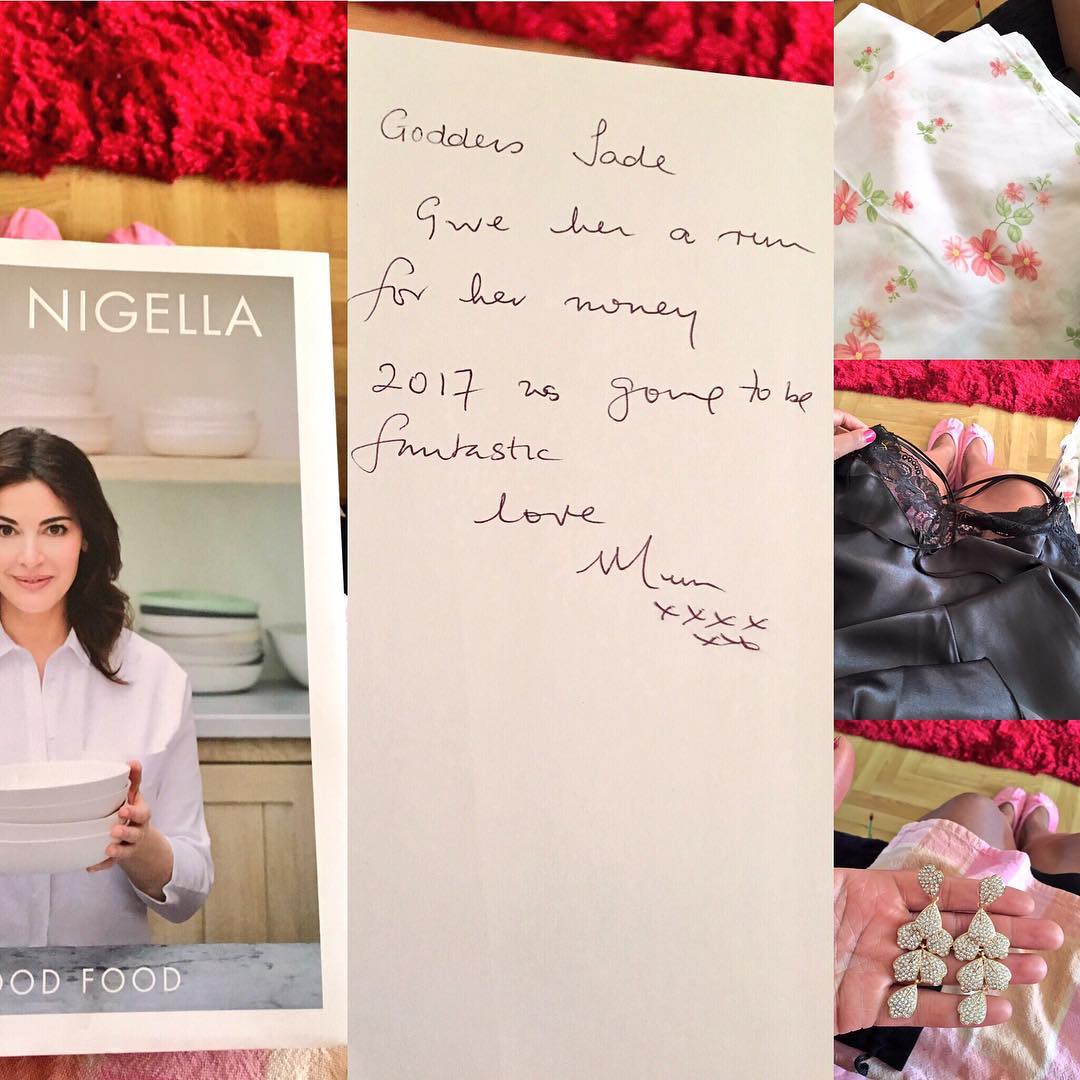 NIGELLA
OOD FOOD
Goddess Jade
Give her a run
for her money
2017 is going to be
fantastic
love
Mum
xxxx
xxx